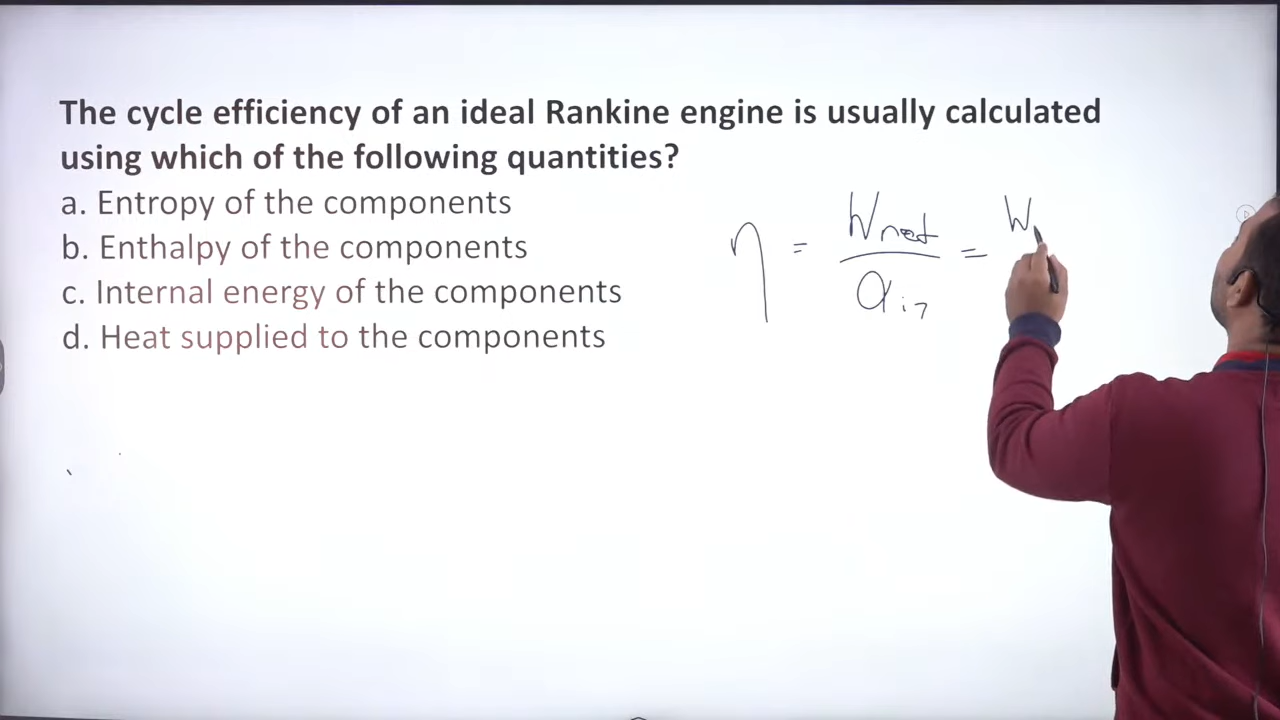 The cycle efficiency of an ideal Rankine engine is usually calculated
using which of the following quantities?
a. Entropy of the components
b. Enthalpy of the components
c. Internal energy of the components
d. Heat supplied to the components
η = Wnet / Qin = W